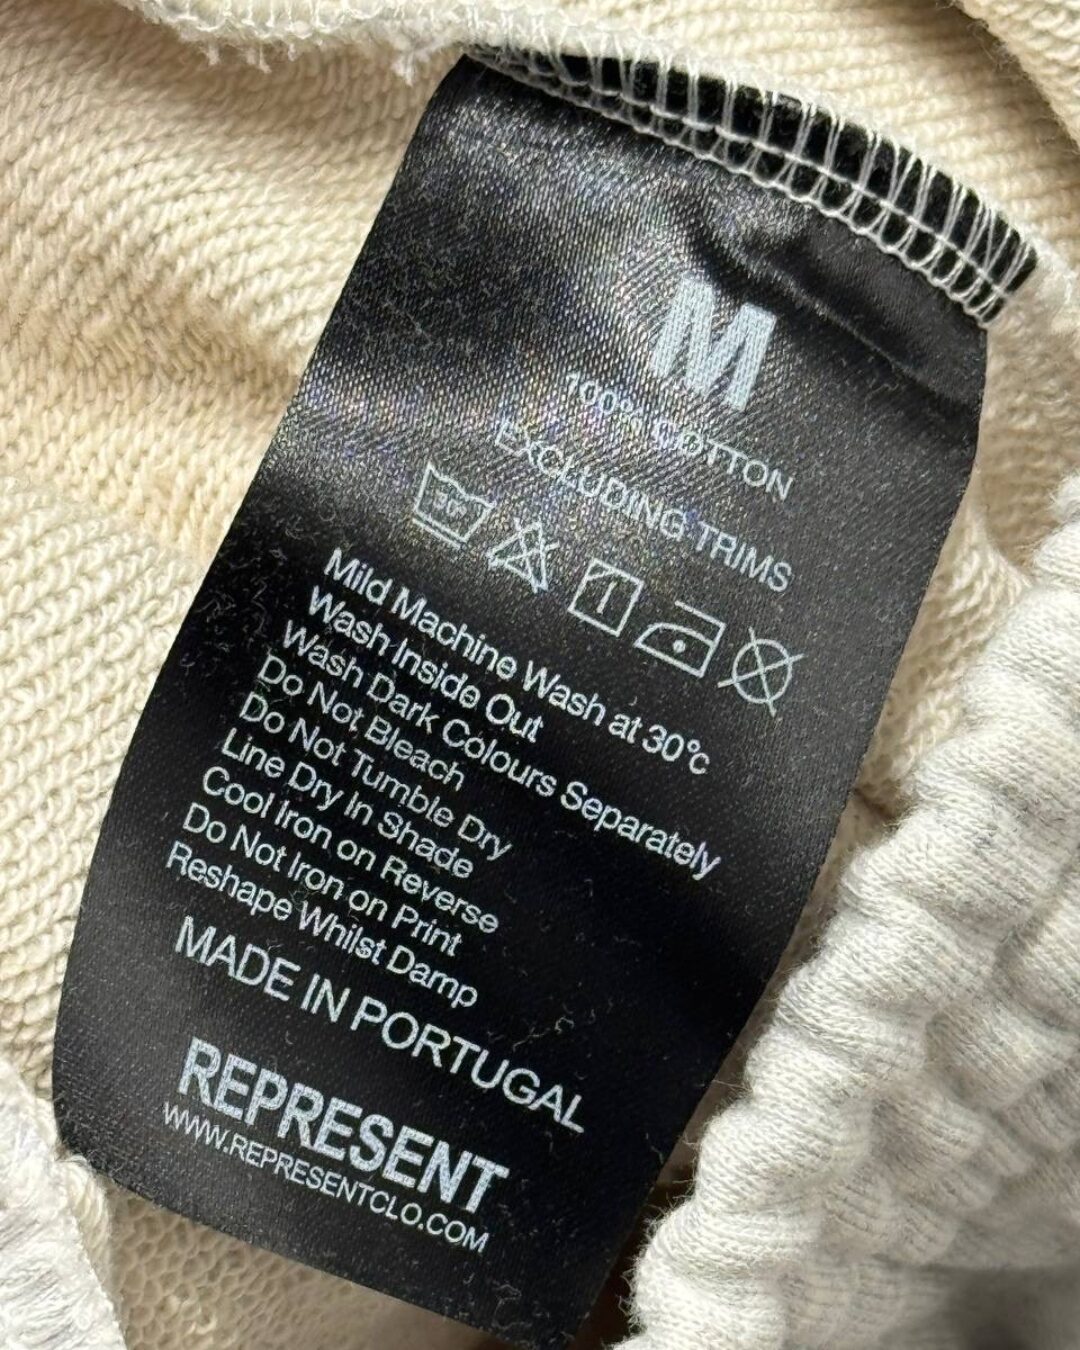 M
100% COTTON
EXCLUDING TRIMS
30°
Mild Machine Wash at 30°c
Wash Inside Out
Wash Dark Colours Separately
Do Not Bleach
Do Not Tumble Dry
Line Dry In Shade
Cool Iron on Reverse
Do Not Iron on Print
Reshape Whilst Damp
MADE IN PORTUGAL
REPRESENT
WWW.REPRESENTCLO.COM